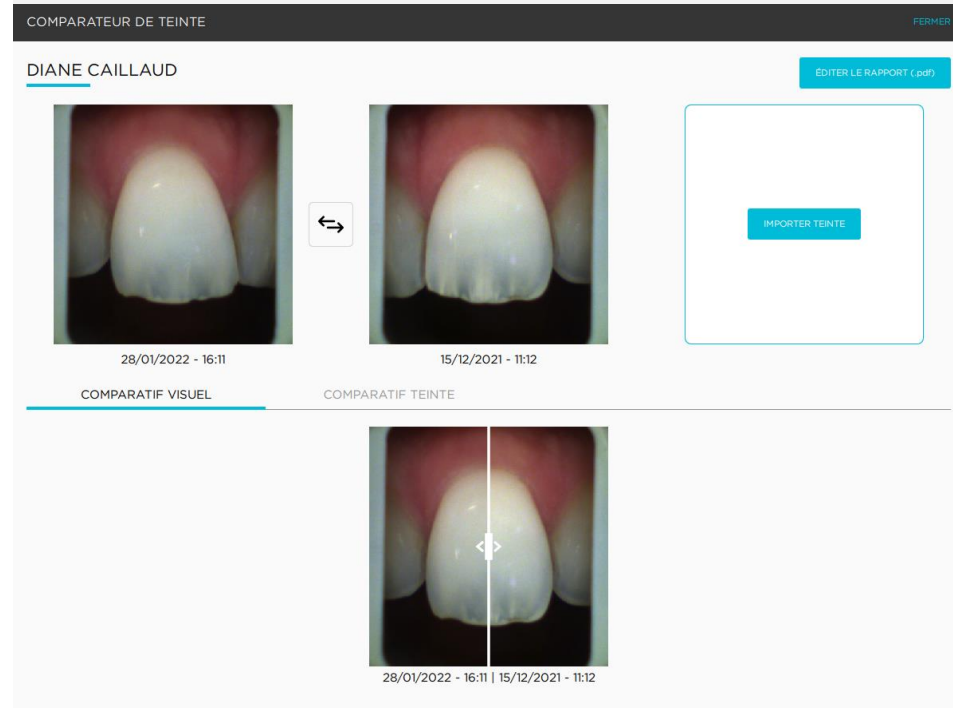 COMPARATEUR DE TEINTE
FERMER
DIANE CAILLAUD
ÉDITER LE RAPPORT (.pdf)
IMPORTER TEINTE
28/01/2022 - 16:11
15/12/2021 - 11:12
COMPARATIF VISUEL
COMPARATIF TEINTE
28/01/2022 - 16:11 | 15/12/2021 - 11:12